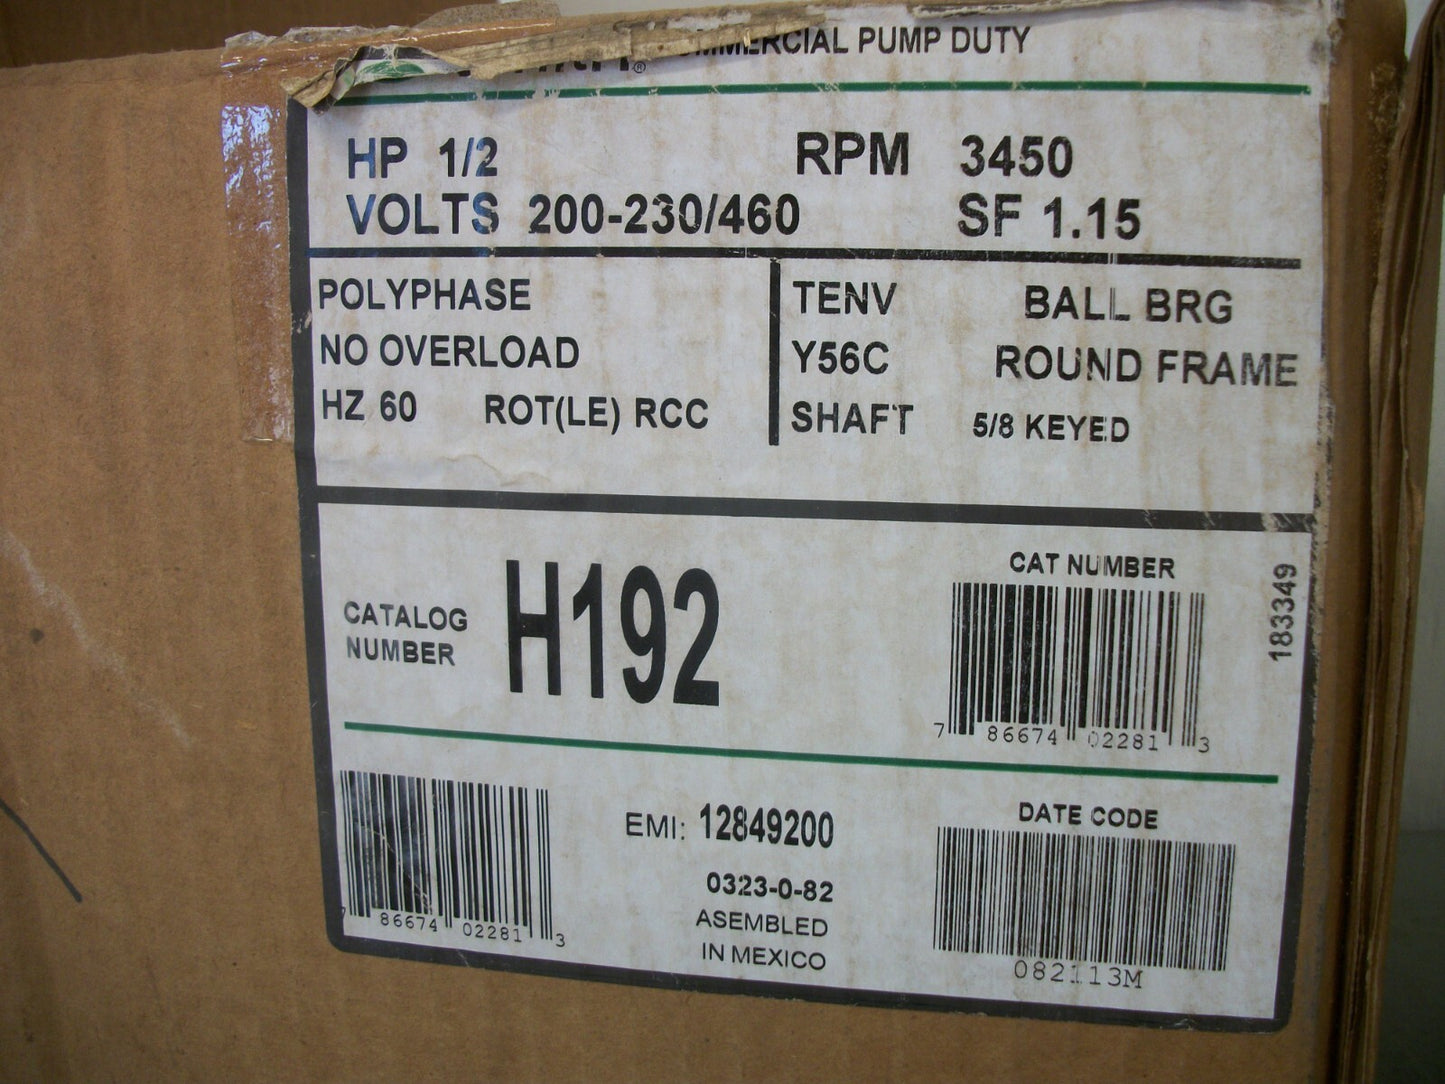 COMMERCIAL PUMP DUTY
HP 1/2 RPM 3450
VOLTS 200-230/460 SF 1.15
POLYPHASE
NO OVERLOAD
HZ 60 ROT(LE) RCC
TENV BALL BRG
Y56C ROUND FRAME
SHAFT 5/8 KEYED
CATALOG
NUMBER
H192
CAT NUMBER
7 86674 02281 3
183349
7 86674 02281 3
EMI: 12849200
0323-0-82
ASEMBLED
IN MEXICO
DATE CODE
082113M